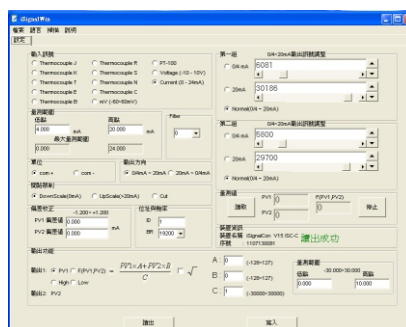 iSignalWin
檔案 語言 掃描 說明
設定
輸入訊號
Thermocouple J Thermocouple R PT-100
Thermocouple K Thermocouple S Voltage (-10 ~ 10V)
Thermocouple T Thermocouple N Current (0 ~ 24mA)
Thermocouple E Thermocouple C
Thermocouple B mV (-60~60mV)
量測範圍
低點 高點
4.000 mA 20.000 mA
最大量測範圍
0.000 24.000
Filter
0
單位
com + com -
輸出方向
0/4mA ~ 20mA 20mA ~ 0/4mA
DownScale(0mA) UpScale(>20mA) Cut
偏差校正
-1.200~+1.200
PV1 偏差值 0.000 mA
PV2 偏差值 0.000
位址與鮑率
ID 1
BR 19200
第一組 0/4~20mA輸出訊號調整
0/4 mA 6081
20mA 30186
Normal(0/4 ~ 20mA)
第二組 0/4~20mA輸出訊號調整
0/4 mA 5800
20mA 29700
Normal(0/4 ~ 20mA)
量測值
讀取 PV1 0 F(PV1,PV2) 停止
PV2 0
裝置資訊
裝置名稱 iSignalCon V15 ISC-C 讀出成功
序號 : 1107130081
輸出功能
輸出1: PV1 F(PV1,PV2) = PV1×A+PV2×B / C √
High Low
輸出2: PV2
A : 0 (-128~127)
B : 0 (-128~127)
C : 1 (-30000~30000)
量測範圍
-30.000~30.000
低點 高點
0.000 10.000
讀出 寫入